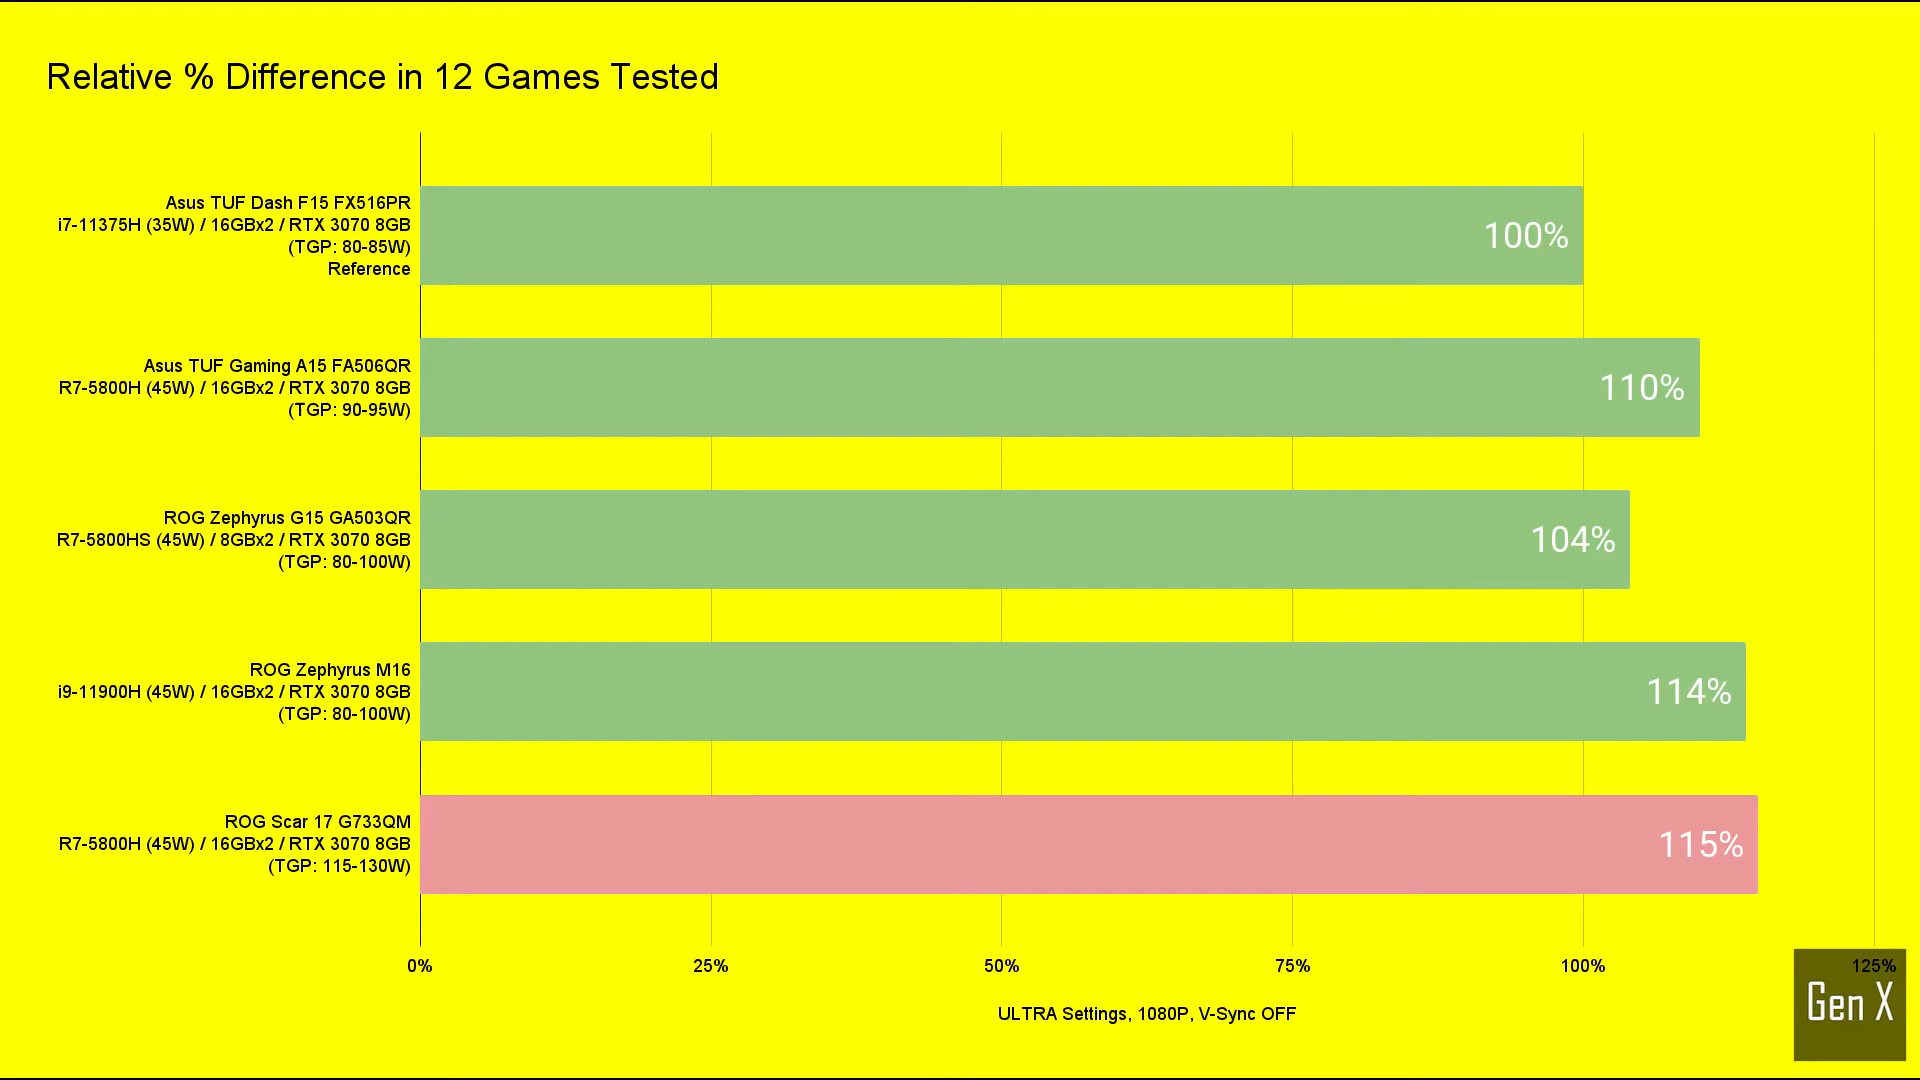 Relative % Difference in 12 Games Tested
Asus TUF Dash F15 FX516PR
i7-11375H (35W) / 16GBx2 / RTX 3070 8GB
(TGP: 80-85W)
Reference
100%
Asus TUF Gaming A15 FA506QR
R7-5800H (45W) / 16GBx2 / RTX 3070 8GB
(TGP: 90-95W)
110%
ROG Zephyrus G15 GA503QR
R7-5800HS (45W) / 8GBx2 / RTX 3070 8GB
(TGP: 80-100W)
104%
ROG Zephyrus M16
i9-11900H (45W) / 16GBx2 / RTX 3070 8GB
(TGP: 80-100W)
114%
ROG Scar 17 G733QM
R7-5800H (45W) / 16GBx2 / RTX 3070 8GB
(TGP: 115-130W)
115%
0% 25% 50% 75% 100% 125%
ULTRA Settings, 1080P, V-Sync OFF
Gen X